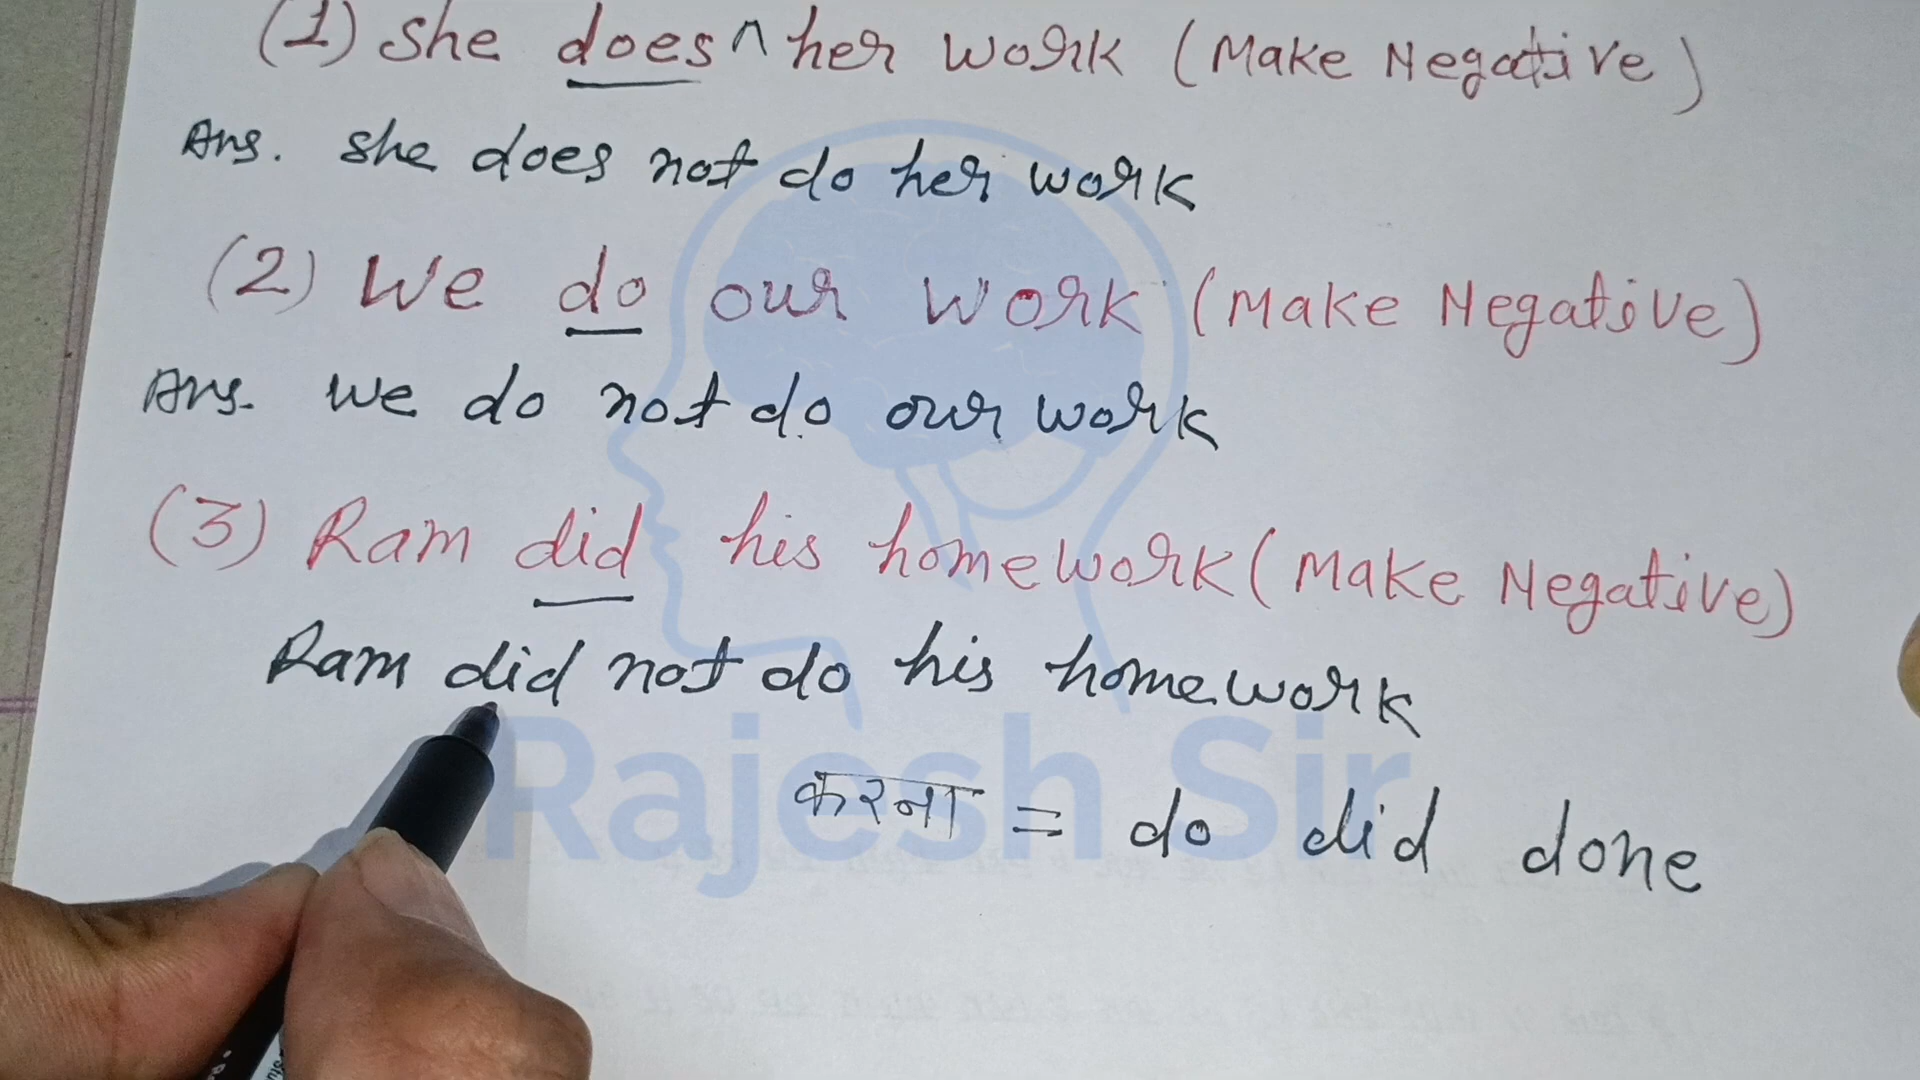 (1) She does ^ her work (Make Negative)
Ans. She does not do her work
(2) We do our work (Make Negative)
Ans. We do not do our work
(3) Ram did his homework (Make Negative)
Ram did not do his homework
Rajesh Sir
करना = do did done